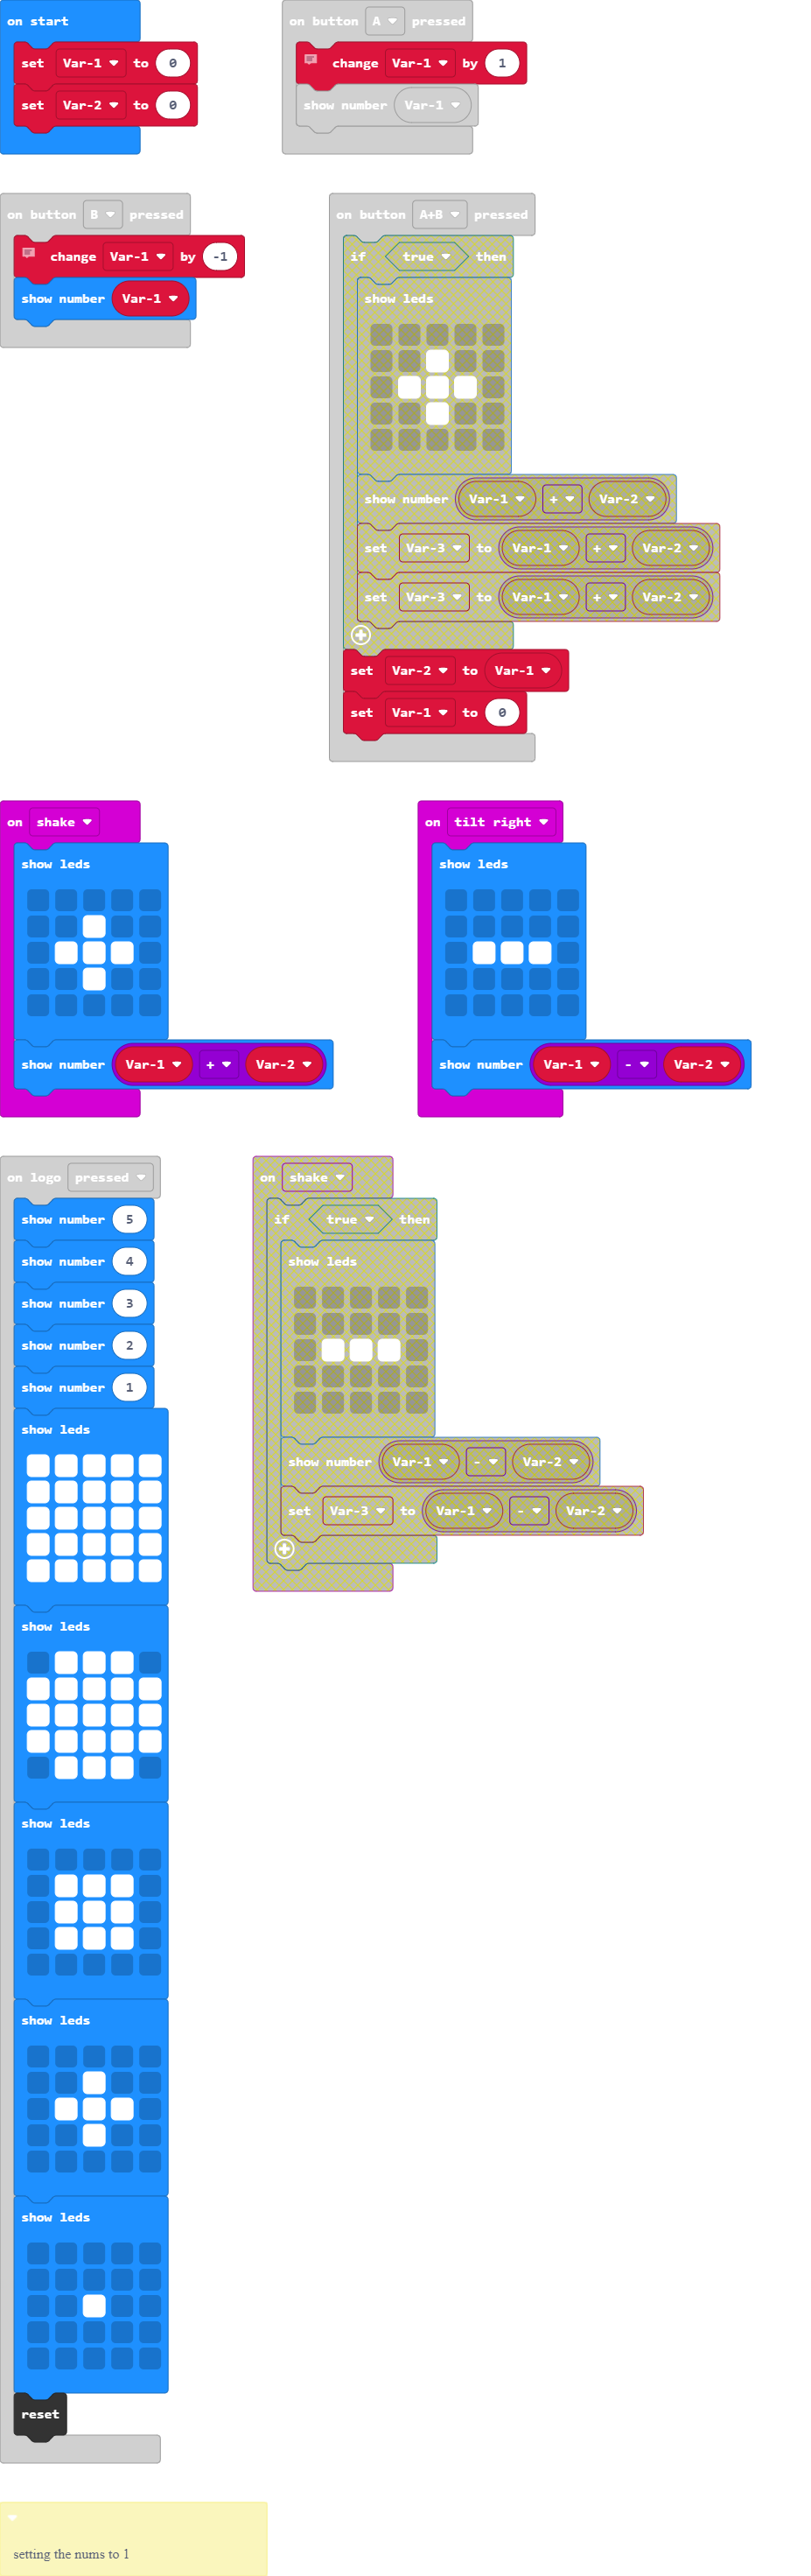 on start
set Var-1 to 0
set Var-2 to 0
on button A pressed
change Var-1 by 1
show number Var-1
on button B pressed
change Var-1 by -1
show number Var-1
on button A+B pressed
if true then
show leds
show number Var-1 + Var-2
set Var-3 to Var-1 + Var-2
set Var-3 to Var-1 + Var-2
set Var-2 to Var-1
set Var-1 to 0
on shake
show leds
show number Var-1 + Var-2
on tilt right
show leds
show number Var-1 - Var-2
on logo pressed
show number 5
show number 4
show number 3
show number 2
show number 1
show leds
show leds
show leds
show leds
show leds
reset
on shake
if true then
show leds
show number Var-1 - Var-2
set Var-3 to Var-1 - Var-2
setting the nums to 1